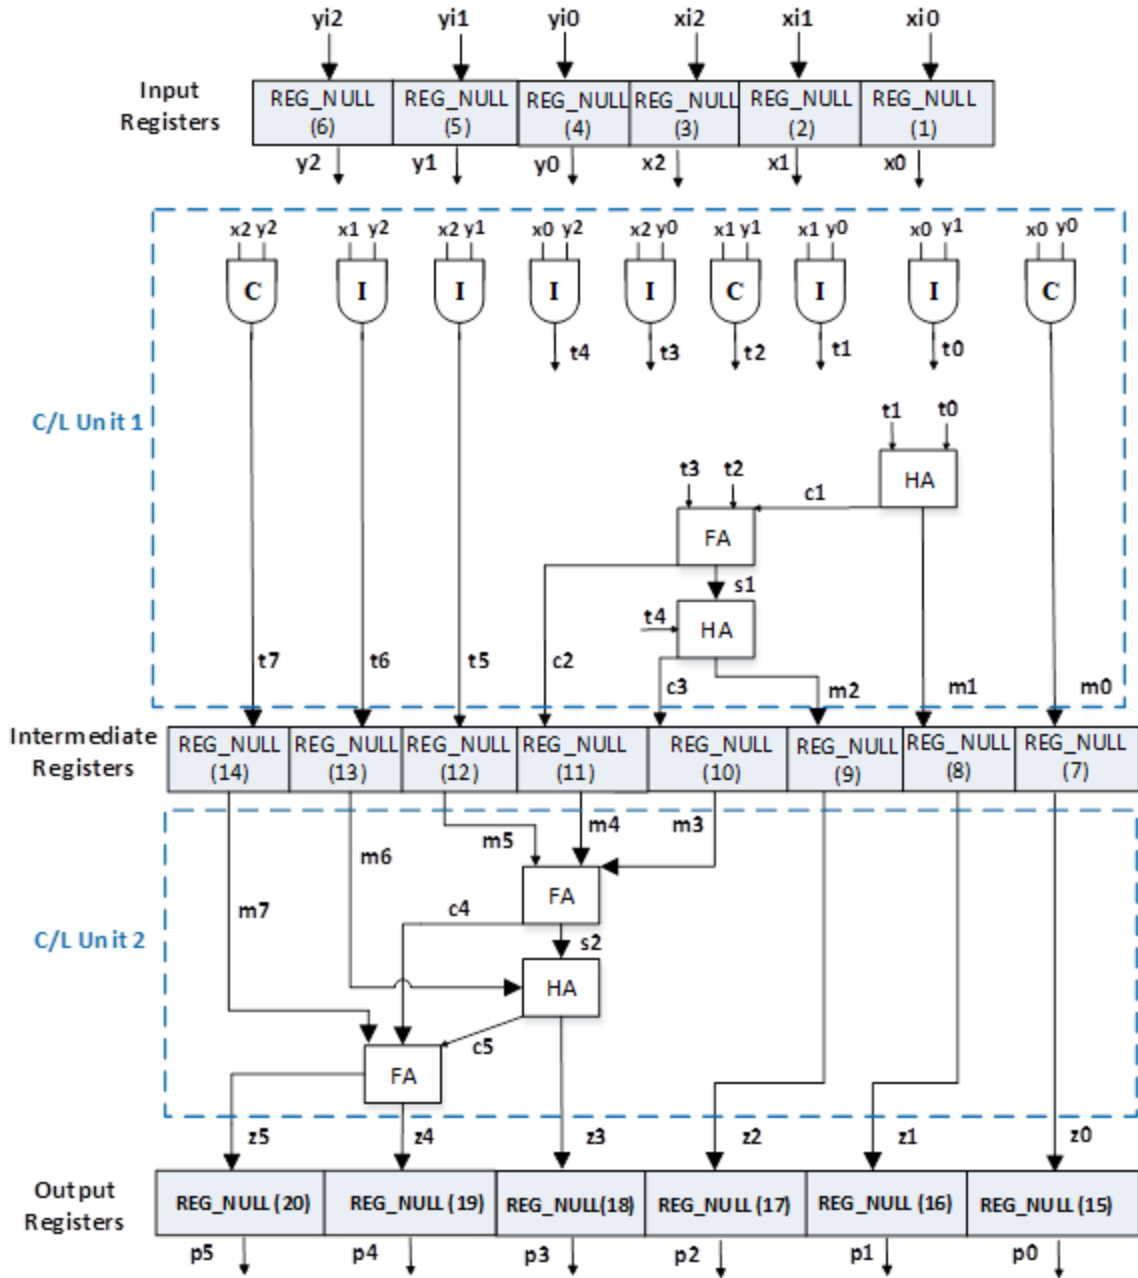 yi2 yi1 yi0 xi2 xi1 xi0
Input Registers
REG_NULL (6) REG_NULL (5) REG_NULL (4) REG_NULL (3) REG_NULL (2) REG_NULL (1)
y2 y1 y0 x2 x1 x0
x2 y2 x1 y2 x2 y1 x0 y2 x2 y0 x1 y1 x1 y0 x0 y1 x0 y0
C I I I I C I I C
t4 t3 t2 t1 t0
C/L Unit 1
t1 t0
HA
t3 t2 c1
FA
s1
t4 HA
t7 t6 t5 c2 c3 m2 m1 m0
Intermediate Registers
REG_NULL (14) REG_NULL (13) REG_NULL (12) REG_NULL (11) REG_NULL (10) REG_NULL (9) REG_NULL (8) REG_NULL (7)
m6 m5 m4 m3
FA
m7 c4
C/L Unit 2
s2
HA
c5
FA
z5 z4 z3 z2 z1 z0
Output Registers
REG_NULL (20) REG_NULL (19) REG_NULL(18) REG_NULL (17) REG_NULL (16) REG_NULL (15)
p5 p4 p3 p2 p1 p0